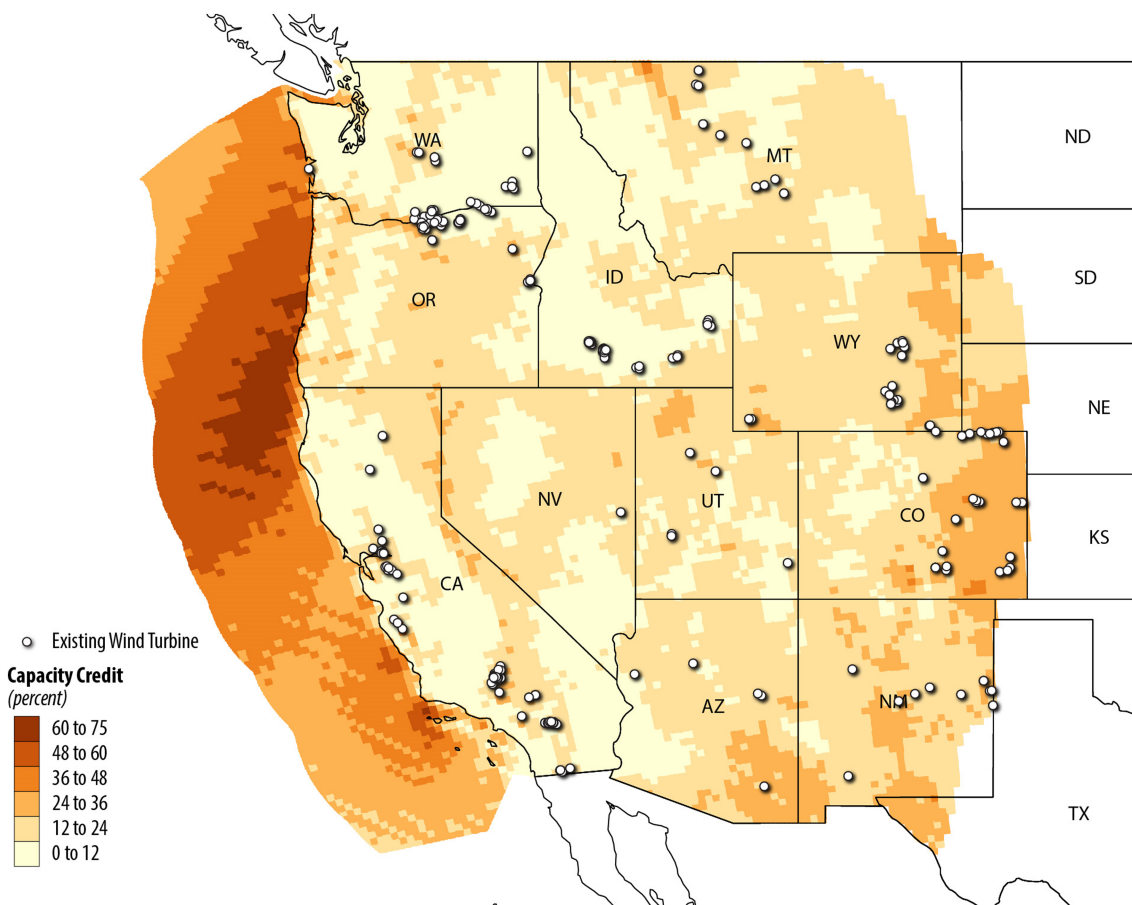 WA
MT
ND
OR
ID
SD
WY
NE
NV
UT
CO
KS
CA
AZ
NM
TX
Existing Wind Turbine
Capacity Credit
(percent)
60 to 75
48 to 60
36 to 48
24 to 36
12 to 24
0 to 12